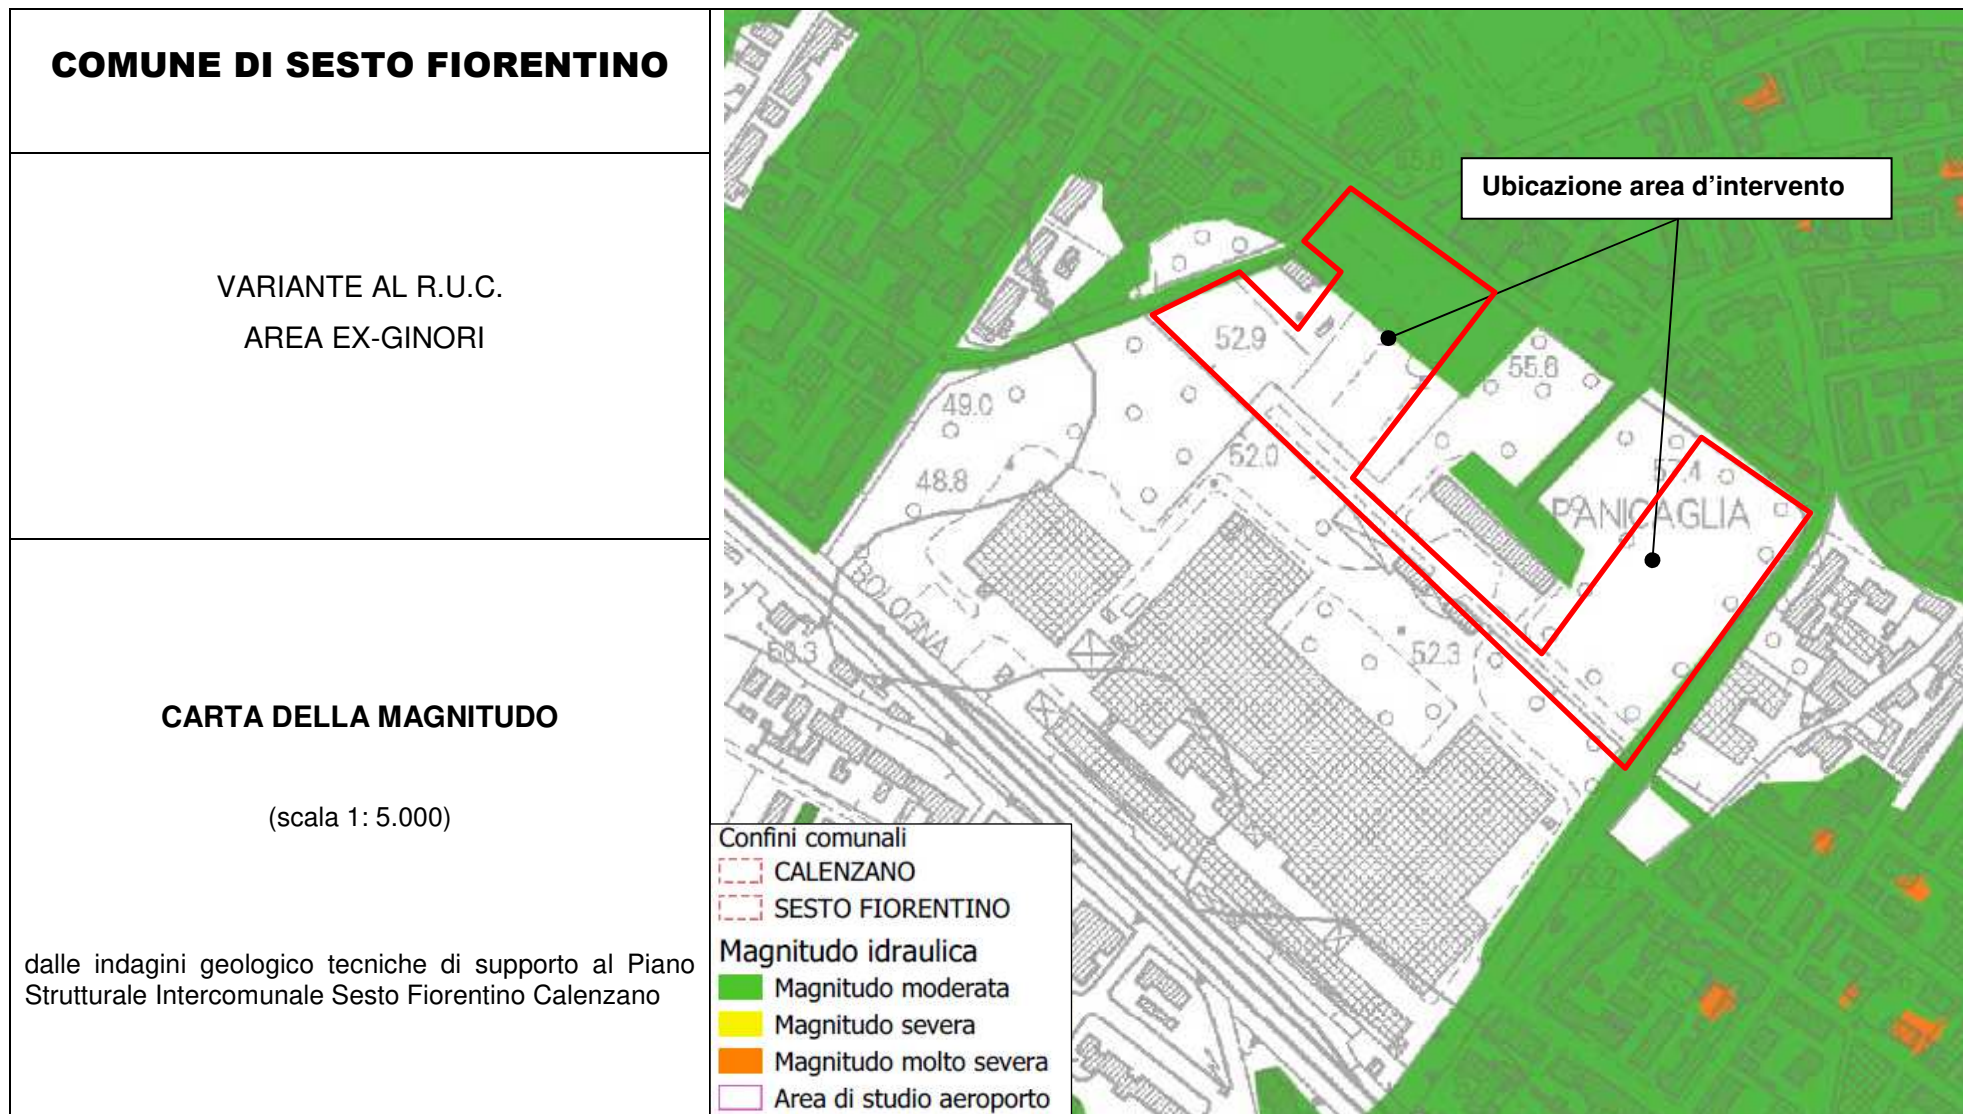 COMUNE DI SESTO FIORENTINO
VARIANTE AL R.U.C.
AREA EX-GINORI
CARTA DELLA MAGNITUDO
(scala 1: 5.000)
dalle indagini geologico tecniche di supporto al Piano
Strutturale Intercomunale Sesto Fiorentino Calenzano
Ubicazione area d'intervento
52.9
55.6
49.0
52.0
48.8
PANICAGLIA
BOLOGNA
52.3
Confini comunali
CALENZANO
SESTO FIORENTINO
Magnitudo idraulica
Magnitudo moderata
Magnitudo severa
Magnitudo molto severa
Area di studio aeroporto